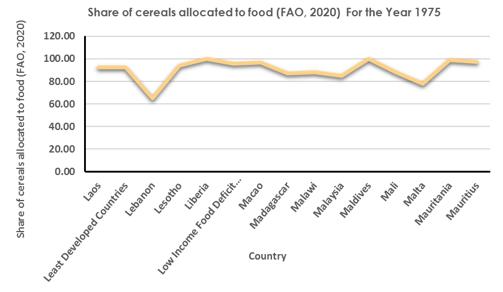 Share of cereals allocated to food (FAO, 2020)  For the Year 1975
Share of cereals allocated to food (FAO, 2020)
120.00
100.00
80.00
60.00
40.00
20.00
0.00
Laos
Least Developed Countries
Lebanon
Lesotho
Liberia
Low Income Food Deficit...
Macao
Madagascar
Malawi
Malaysia
Maldives
Mali
Malta
Mauritania
Mauritius
Country